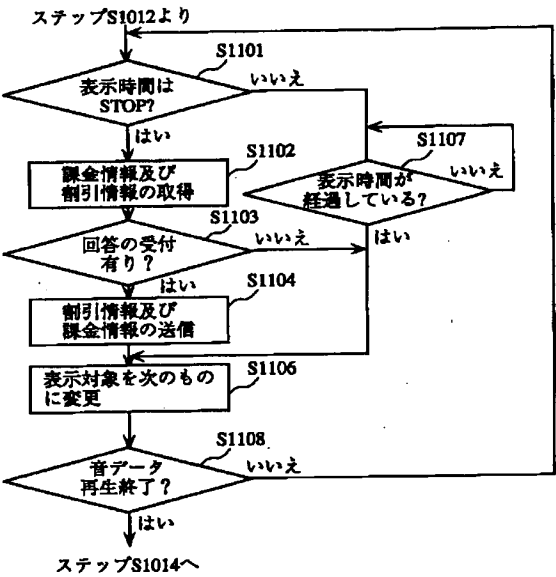 ステップS1012より
S1101
表示時間は
STOP?
いいえ
はい
S1102
課金情報及び
割引情報の取得
S1107
表示時間が
経過している?
いいえ
はい
S1103
回答の受付
有り?
いいえ
はい
S1104
割引情報及び
課金情報の送信
S1106
表示対象を次のもの
に変更
S1108
音データ
再生終了?
いいえ
はい
ステップS1014へ